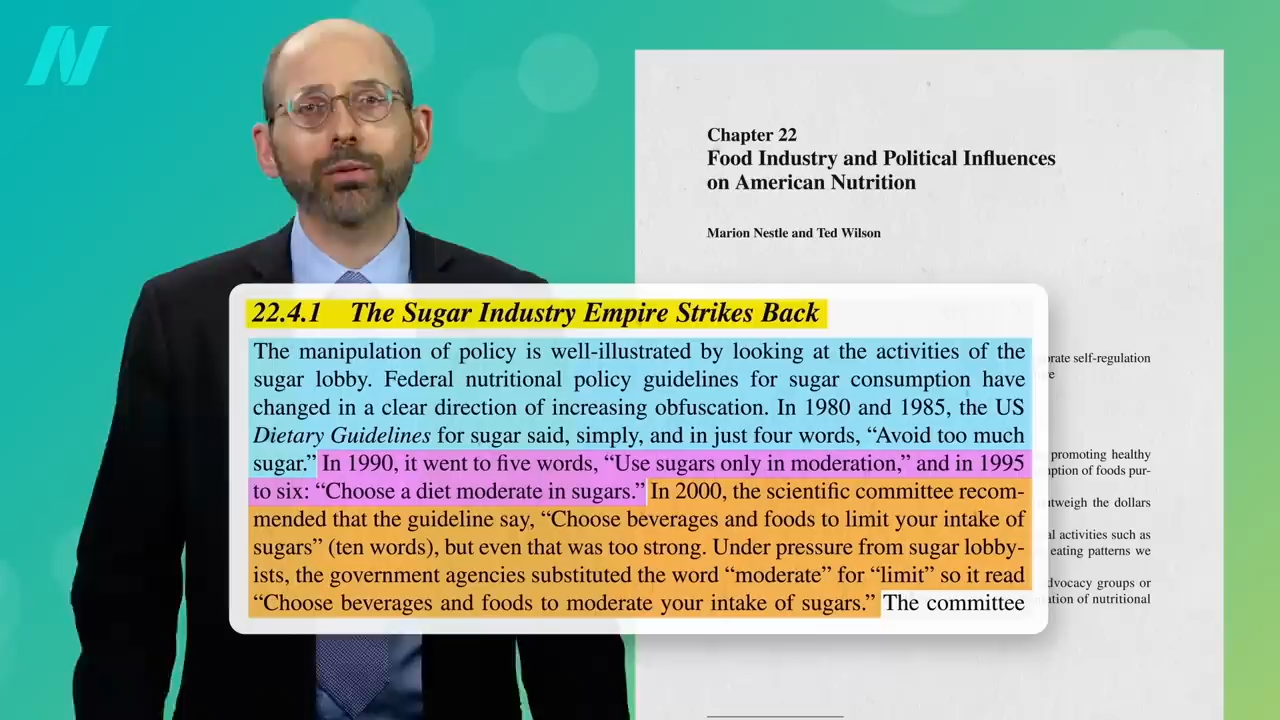 Chapter 22
Food Industry and Political Influences
on American Nutrition
Marion Nestle and Ted Wilson
22.4.1 The Sugar Industry Empire Strikes Back
The manipulation of policy is well-illustrated by looking at the activities of the
sugar lobby. Federal nutritional policy guidelines for sugar consumption have
changed in a clear direction of increasing obfuscation. In 1980 and 1985, the US
Dietary Guidelines for sugar said, simply, and in just four words, “Avoid too much
sugar.” In 1990, it went to five words, “Use sugars only in moderation,” and in 1995
to six: “Choose a diet moderate in sugars.” In 2000, the scientific committee recom-
mended that the guideline say, “Choose beverages and foods to limit your intake of
sugars” (ten words), but even that was too strong. Under pressure from sugar lobby-
ists, the government agencies substituted the word “moderate” for “limit” so it read
“Choose beverages and foods to moderate your intake of sugars.” The committee
self-regulation
promoting healthy
of foods pur-
the dollars
activities such as
eating patterns we
groups or
of nutritional